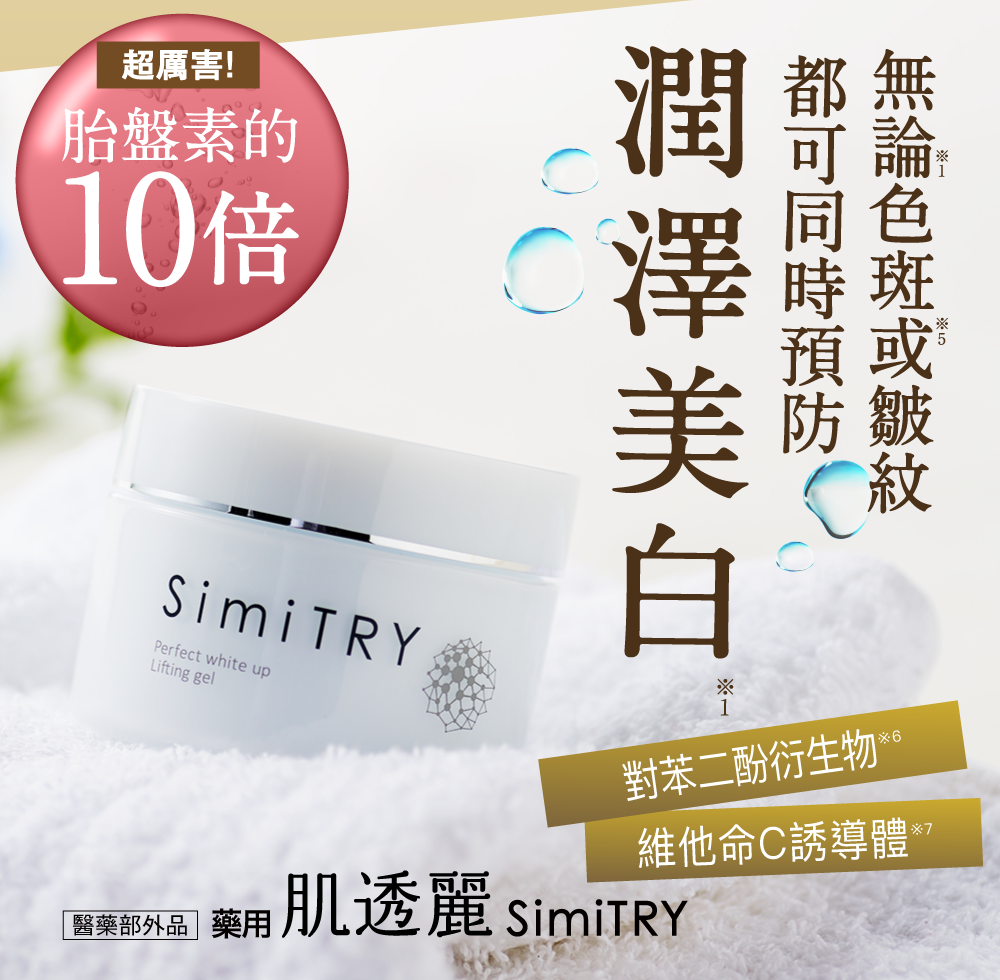 超厲害!
胎盤素的
10倍
無論※1色斑※5或皺紋
都可同時預防
潤澤美白※1
SimiTRY
Perfect white up
Lifting gel
對苯二酚衍生物※6
維他命C誘導體※7
醫藥部外品 藥用 肌透麗 SimiTRY